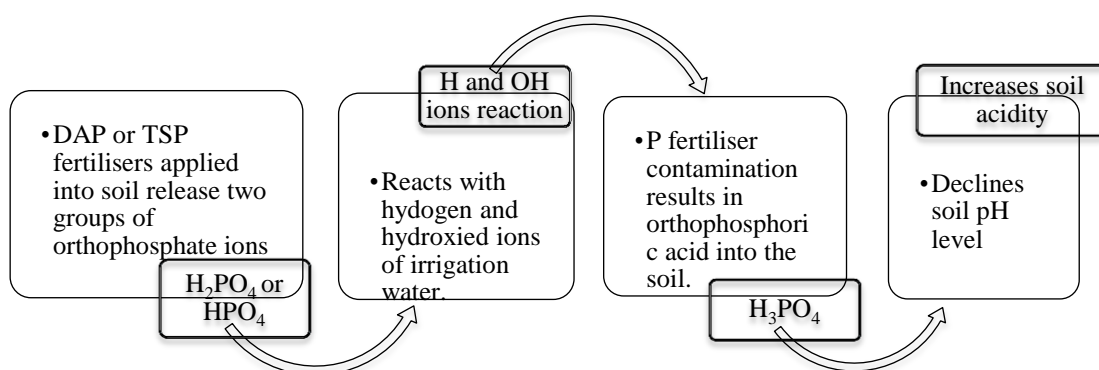 •DAP or TSP
fertilisers applied
into soil release two
groups of
orthophosphate ions
H₂PO₄ or
HPO₄
H and OH
ions reaction
•Reacts with
hydogen and
hydroxied ions
of irrigation
water.
•P fertiliser
contamination
results in
orthophosphori
c acid into the
soil.
H₃PO₄
Increases soil
acidity
•Declines
soil pH
level